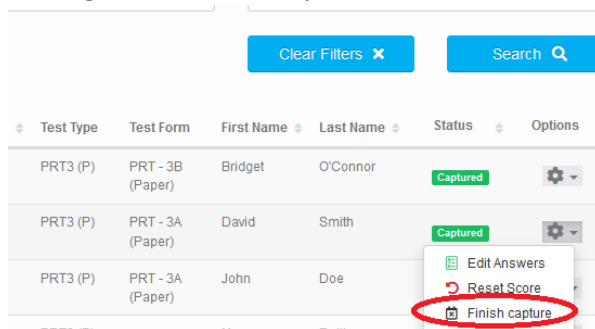 Clear Filters ✖
Search
Test Type Test Form First Name Last Name Status Options
PRT3 (P) PRT - 3B Bridget O'Connor Captured
(Paper)
PRT3 (P) PRT - 3A David Smith Captured
(Paper)
Edit Answers
PRT3 (P) PRT - 3A John Doe Reset Score
(Paper)
Finish capture